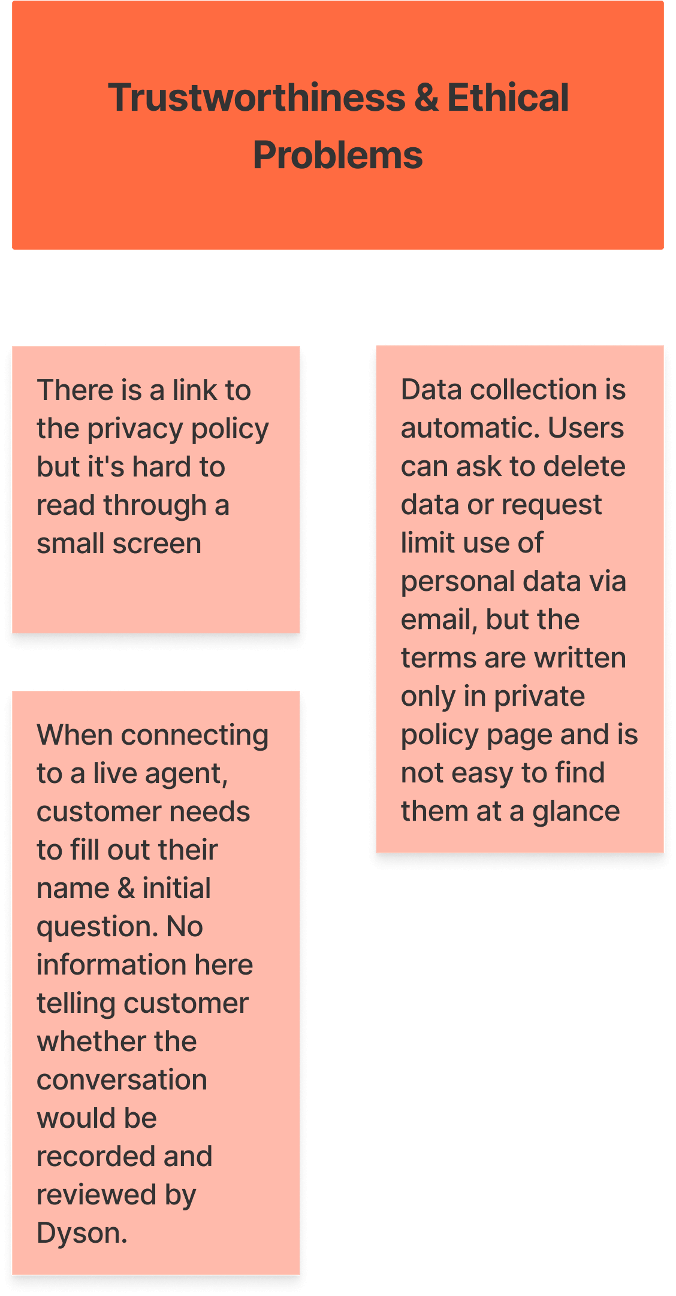 Trustworthiness & Ethical
Problems
There is a link to
the privacy policy
but it's hard to
read through a
small screen
Data collection is
automatic. Users
can ask to delete
data or request
limit use of
personal data via
email, but the
terms are written
only in private
policy page and is
not easy to find
them at a glance
When connecting
to a live agent,
customer needs
to fill out their
name & initial
question. No
information here
telling customer
whether the
conversation
would be
recorded and
reviewed by
Dyson.